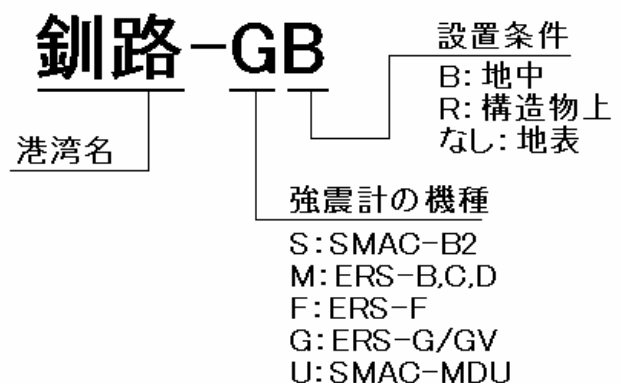 釧路-GB
港湾名
設置条件
B:地中
R:構造物上
なし:地表
強震計の機種
S:SMAC-B2
M:ERS-B,C,D
F:ERS-F
G:ERS-G/GV
U:SMAC-MDU